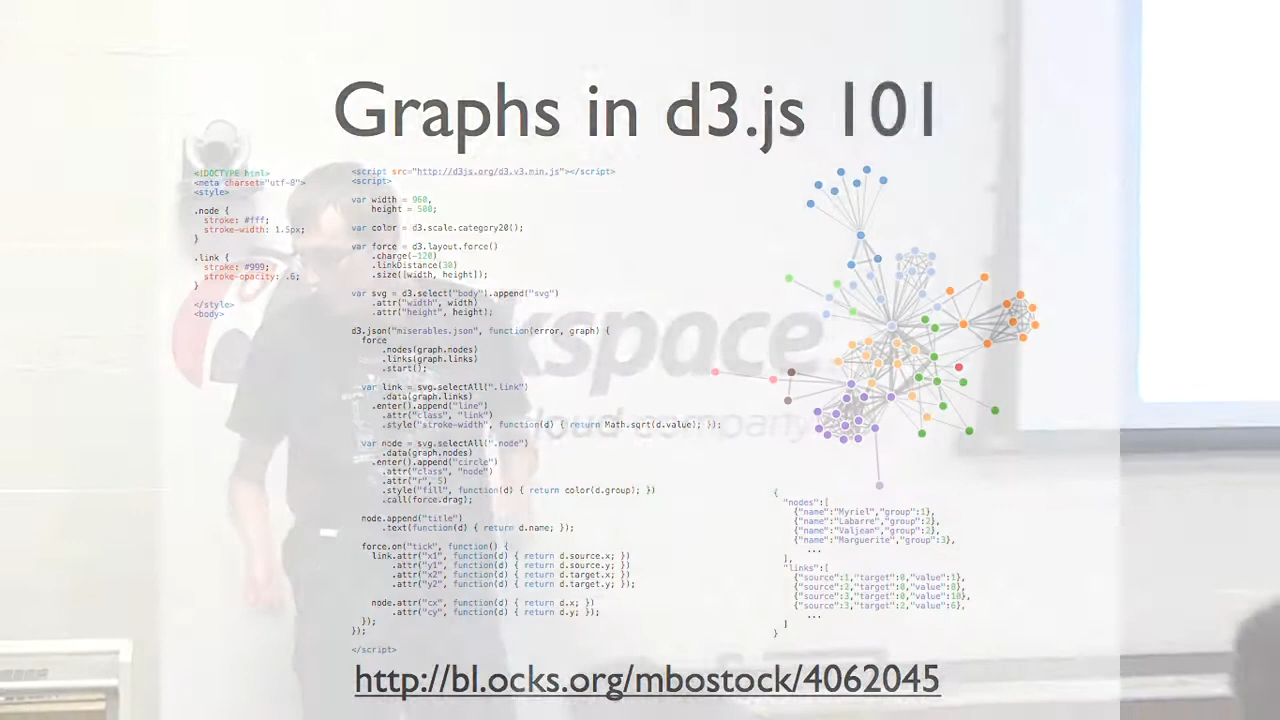 Graphs in d3.js 101
<!DOCTYPE html>
<meta charset="utf-8">
<style>
.node {
stroke: #fff;
stroke-width: 1.5px;
}
.link {
stroke: #999;
stroke-opacity: .6;
}
</style>
<body>
<script src="http://d3js.org/d3.v3.min.js"></script>
<script>
var width = 960,
height = 500;
var color = d3.scale.category20();
var force = d3.layout.force()
.charge(-120)
.linkDistance(30)
.size([width, height]);
var svg = d3.select("body").append("svg")
.attr("width", width)
.attr("height", height);
d3.json("miserables.json", function(error, graph) {
force
.nodes(graph.nodes)
.links(graph.links)
.start();
var link = svg.selectAll(".link")
.data(graph.links)
.enter().append("line")
.attr("class", "link")
.style("stroke-width", function(d) { return Math.sqrt(d.value); });
var node = svg.selectAll(".node")
.data(graph.nodes)
.enter().append("circle")
.attr("class", "node")
.attr("r", 5)
.style("fill", function(d) { return color(d.group); })
.call(force.drag);
node.append("title")
.text(function(d) { return d.name; });
force.on("tick", function() {
link.attr("x1", function(d) { return d.source.x; })
.attr("y1", function(d) { return d.source.y; })
.attr("x2", function(d) { return d.target.x; })
.attr("y2", function(d) { return d.target.y; });
node.attr("cx", function(d) { return d.x; })
.attr("cy", function(d) { return d.y; });
});
});
</script>
kspace
cloud company
{
"nodes":[
{"name":"Myriel","group":1},
{"name":"Labarre","group":2},
{"name":"Valjean","group":2},
{"name":"Marguerite","group":3},
...
],
"links":[
{"source":1,"target":0,"value":1},
{"source":2,"target":0,"value":8},
{"source":3,"target":0,"value":10},
{"source":3,"target":2,"value":6},
...
]
}
http://bl.ocks.org/mbostock/4062045